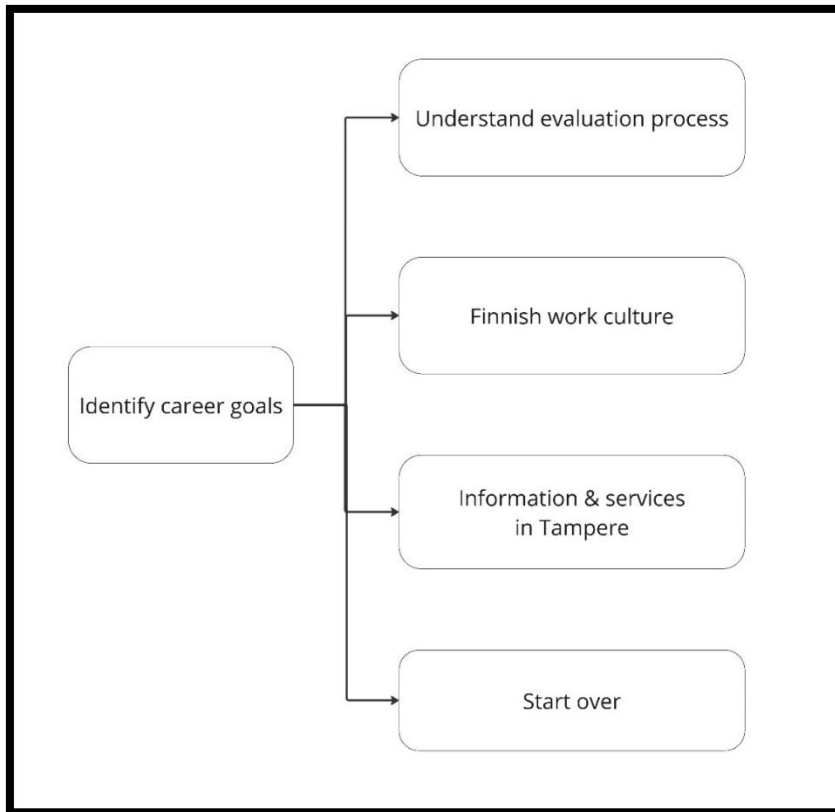 Understand evaluation process
Finnish work culture
Identify career goals
Information & services
in Tampere
Start over